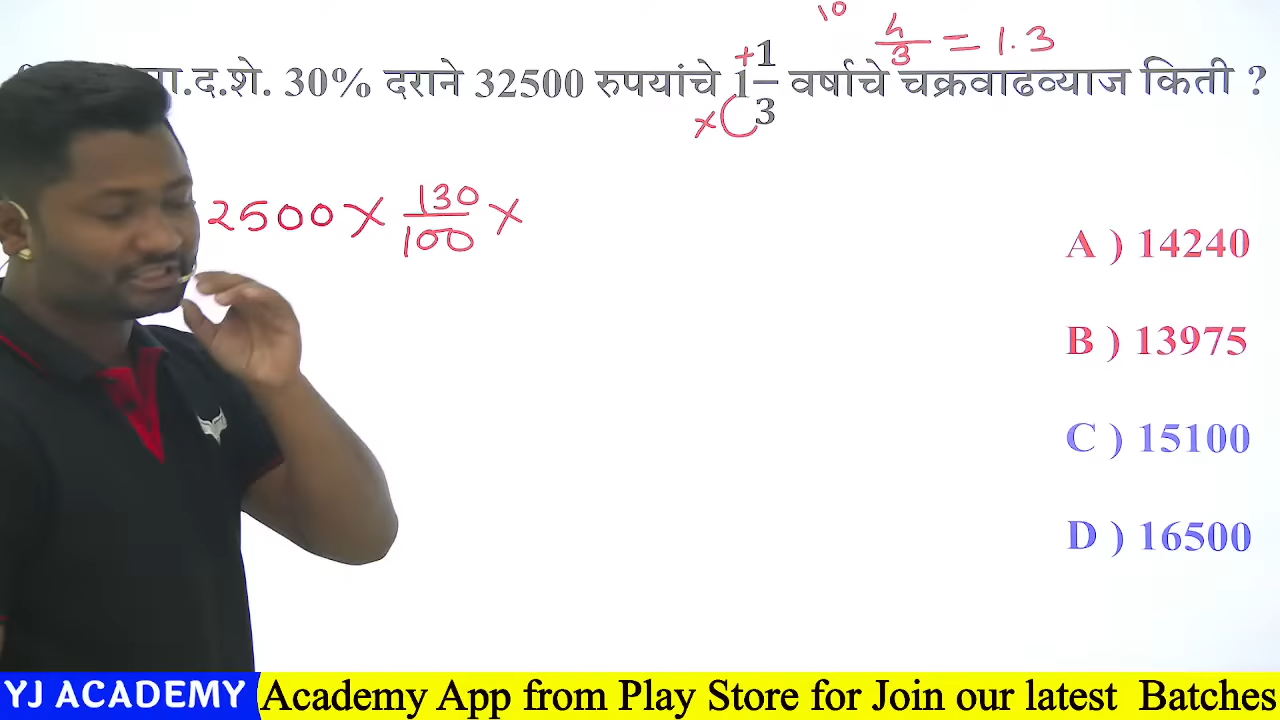 10 4/3 = 1.3
.द.शे. 30% दराने 32500 रुपयांचे 1 1/3 वर्षाचे चक्रवाढव्याज किती ?
+
×
2500 × 130/100 ×
A ) 14240
B ) 13975
C ) 15100
D ) 16500
YJ ACADEMY Academy App from Play Store for Join our latest Batches